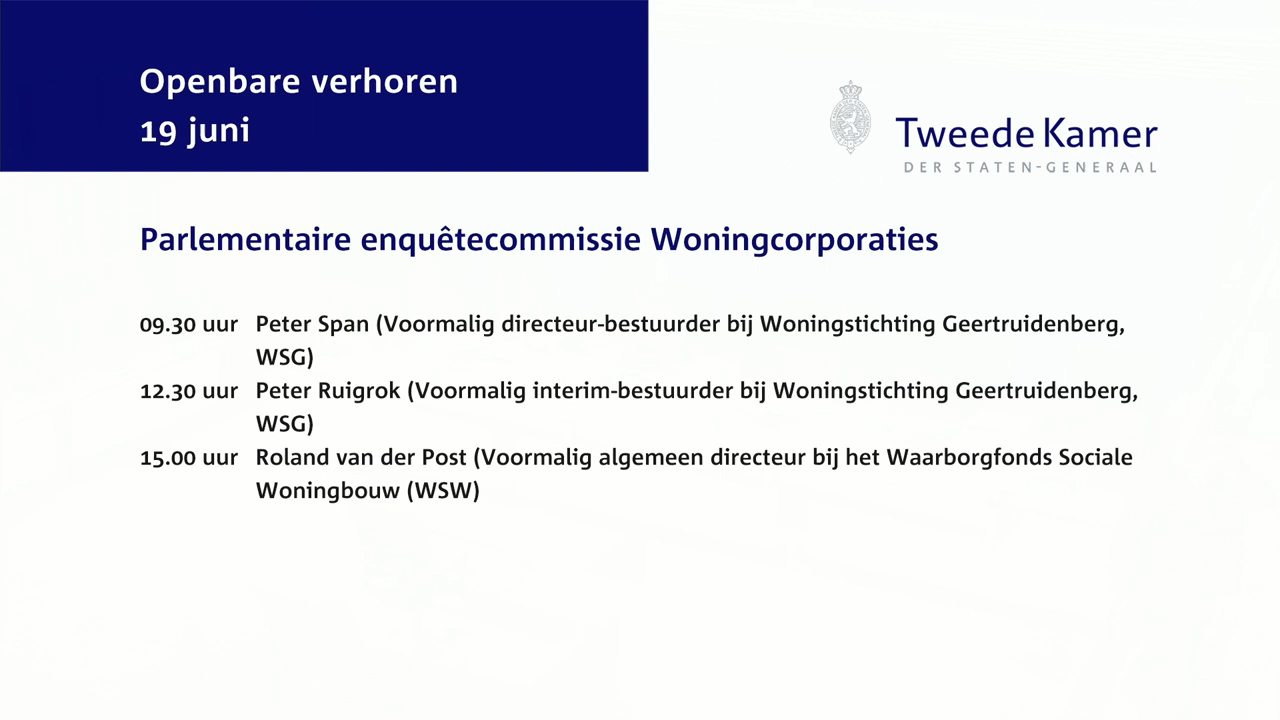 Openbare verhoren
19 juni
Tweede Kamer
DER STATEN-GENERAAL
Parlementaire enquêtecommissie Woningcorporaties
09.30 uur Peter Span (Voormalig directeur-bestuurder bij Woningstichting Geertruidenberg,
WSG)
12.30 uur Peter Ruigrok (Voormalig interim-bestuurder bij Woningstichting Geertruidenberg,
WSG)
15.00 uur Roland van der Post (Voormalig algemeen directeur bij het Waarborgfonds Sociale
Woningbouw (WSW)